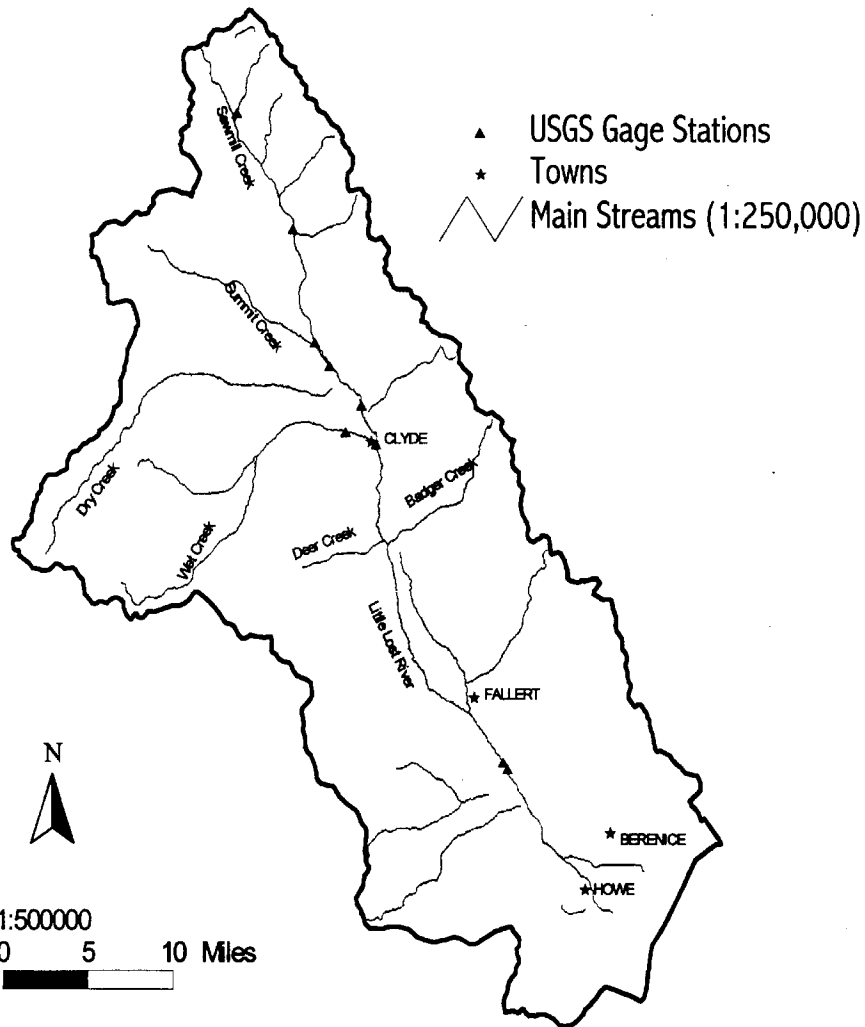 USGS Gage Stations
Towns
Main Streams (1:250,000)
Sawmill Creek
Summit Creek
CLYDE
Badger Creek
Dry Creek
Wet Creek
Deer Creek
Little Lost River
FALLERT
N
BERENICE
HOWE
1:500000
0 5 10 Miles